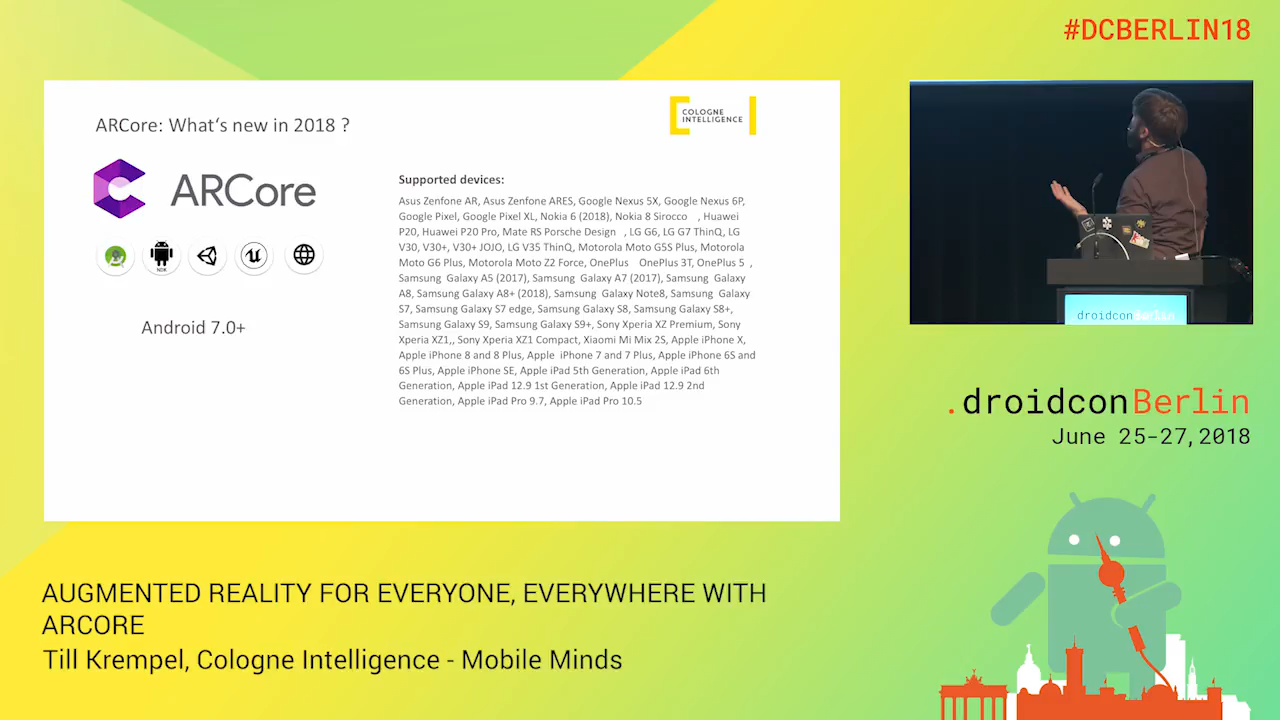 #DCBERLIN18
ARCore: What's new in 2018 ?
COLOGNE
INTELLIGENCE
ARCore
NDK
Android 7.0+
Supported devices:
Asus Zenfone AR, Asus Zenfone ARES, Google Nexus 5X, Google Nexus 6P,
Google Pixel, Google Pixel XL, Nokia 6 (2018), Nokia 8 Sirocco , Huawei
P20, Huawei P20 Pro, Mate RS Porsche Design , LG G6, LG G7 ThinQ, LG
V30, V30+, V30+ JOJO, LG V35 ThinQ, Motorola Moto G5S Plus, Motorola
Moto G6 Plus, Motorola Moto Z2 Force, OnePlus OnePlus 3T, OnePlus 5 ,
Samsung Galaxy A5 (2017), Samsung Galaxy A7 (2017), Samsung Galaxy
A8, Samsung Galaxy A8+ (2018), Samsung Galaxy Note8, Samsung Galaxy
S7, Samsung Galaxy S7 edge, Samsung Galaxy S8, Samsung Galaxy S8+,
Samsung Galaxy S9, Samsung Galaxy S9+, Sony Xperia XZ Premium, Sony
Xperia XZ1,, Sony Xperia XZ1 Compact, Xiaomi Mi Mix 2S, Apple iPhone X,
Apple iPhone 8 and 8 Plus, Apple iPhone 7 and 7 Plus, Apple iPhone 6S and
6S Plus, Apple iPhone SE, Apple iPad 5th Generation, Apple iPad 6th
Generation, Apple iPad 12.9 1st Generation, Apple iPad 12.9 2nd
Generation, Apple iPad Pro 9.7, Apple iPad Pro 10.5
droidconBerlin
.droidconBerlin
June 25-27,2018
AUGMENTED REALITY FOR EVERYONE, EVERYWHERE WITH
ARCORE
Till Krempel, Cologne Intelligence - Mobile Minds